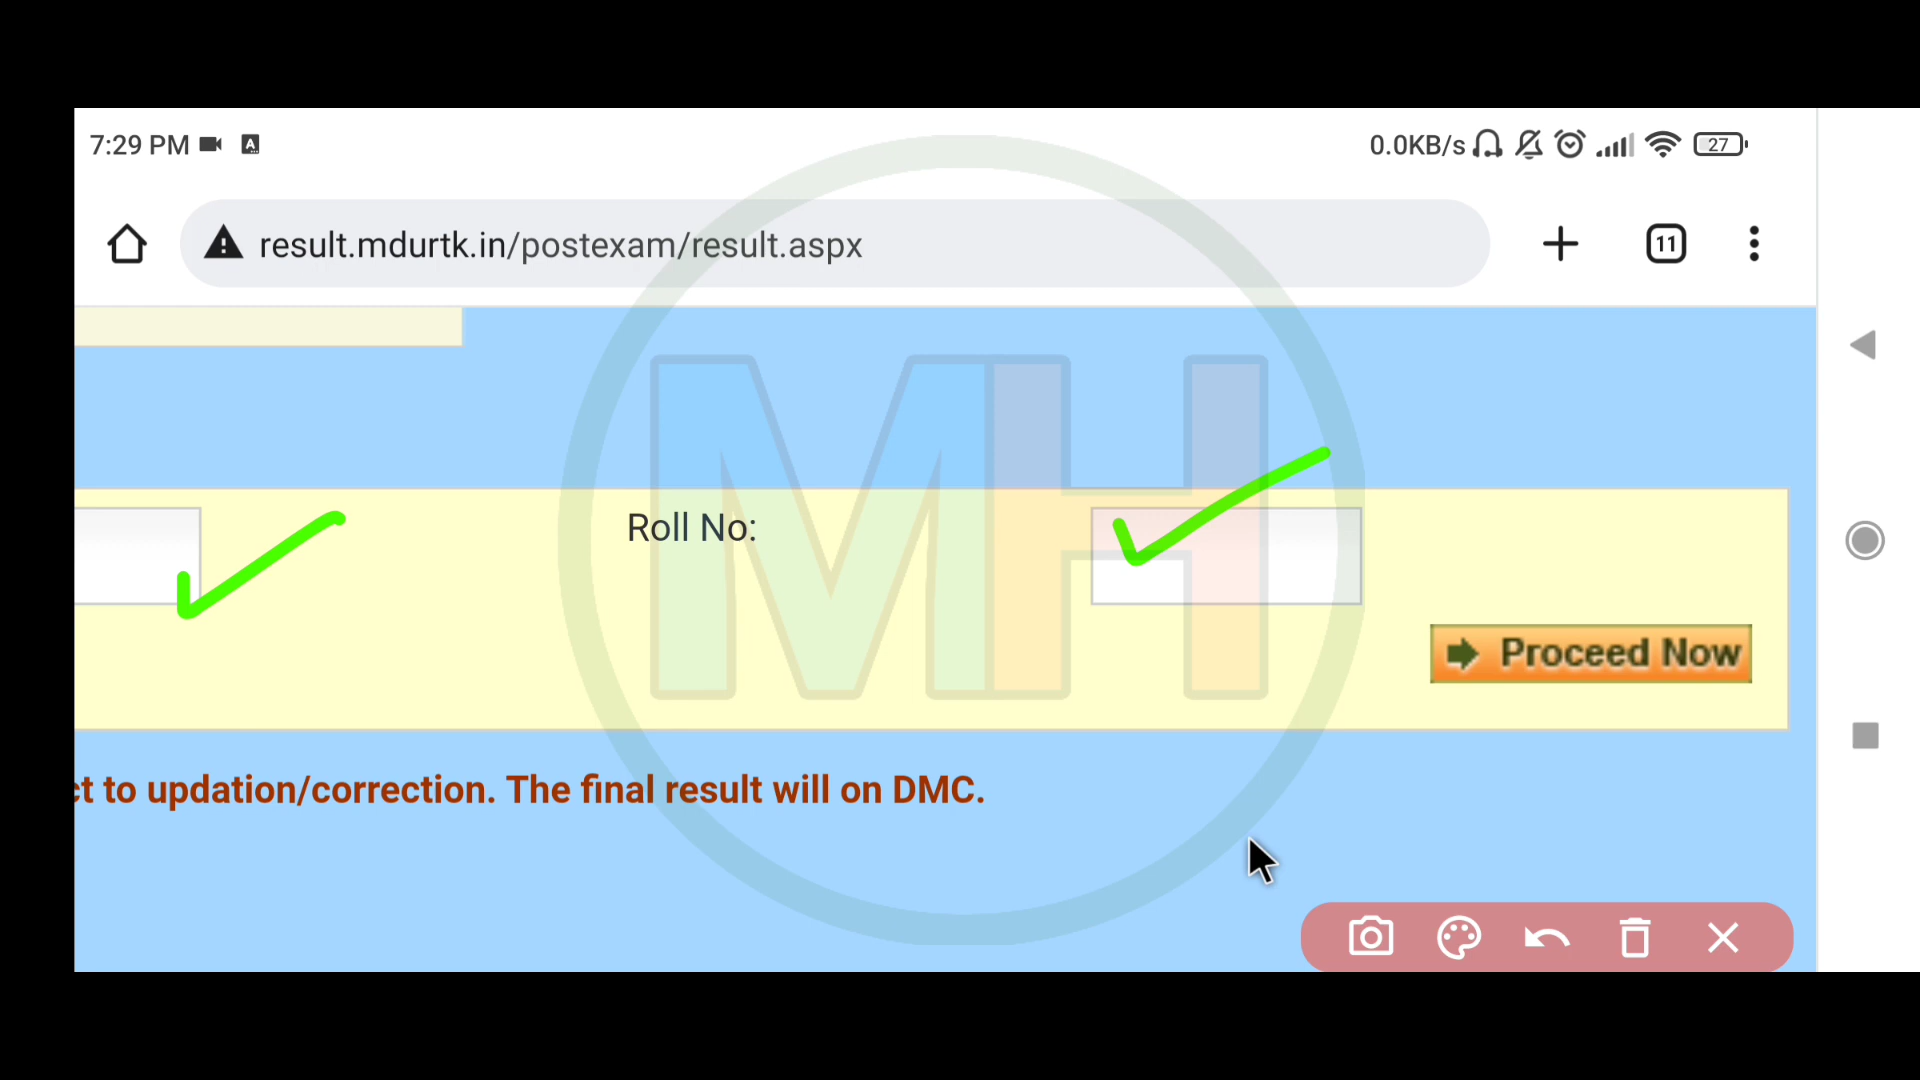 7:29 PM
0.0KB/s
27
result.mdurtk.in/postexam/result.aspx
11
MH
Roll No:
Proceed Now
ct to updation/correction. The final result will on DMC.